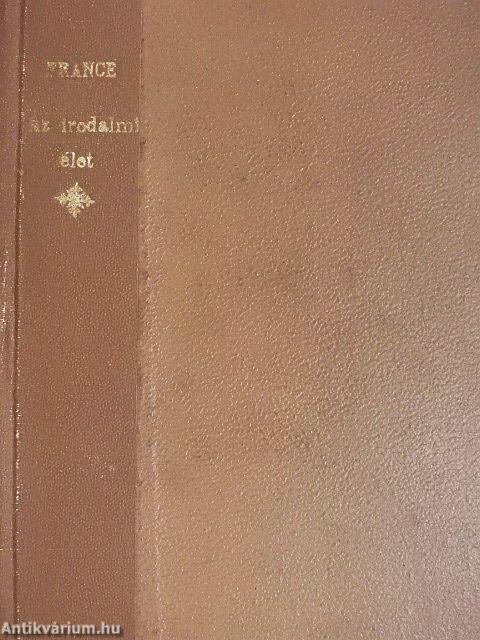 FRANCE
az irodalmi
élet
Antikvárium.hu